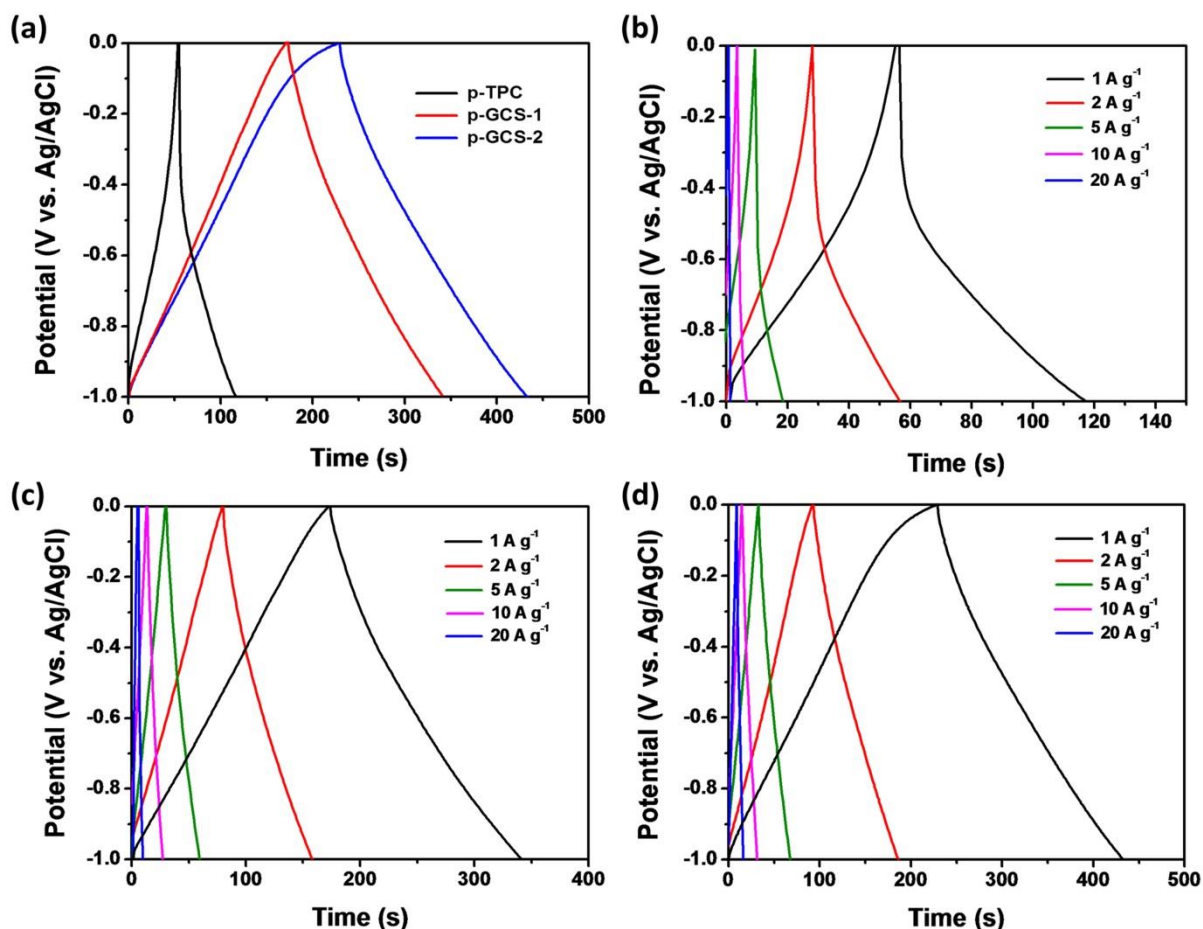 (a)
Potential (V vs. Ag/AgCl)
0.0
-0.2
-0.4
-0.6
-0.8
-1.0
p-TPC
p-GCS-1
p-GCS-2
0 100 200 300 400 500
Time (s)
(b)
Potential (V vs. Ag/AgCl)
0.0
-0.2
-0.4
-0.6
-0.8
-1.0
1 A g⁻¹
2 A g⁻¹
5 A g⁻¹
10 A g⁻¹
20 A g⁻¹
0 20 40 60 80 100 120 140
Time (s)
(c)
Potential (V vs. Ag/AgCl)
0.0
-0.2
-0.4
-0.6
-0.8
-1.0
1 A g⁻¹
2 A g⁻¹
5 A g⁻¹
10 A g⁻¹
20 A g⁻¹
0 100 200 300 400
Time (s)
(d)
Potential (V vs. Ag/AgCl)
0.0
-0.2
-0.4
-0.6
-0.8
-1.0
1 A g⁻¹
2 A g⁻¹
5 A g⁻¹
10 A g⁻¹
20 A g⁻¹
0 100 200 300 400 500
Time (s)